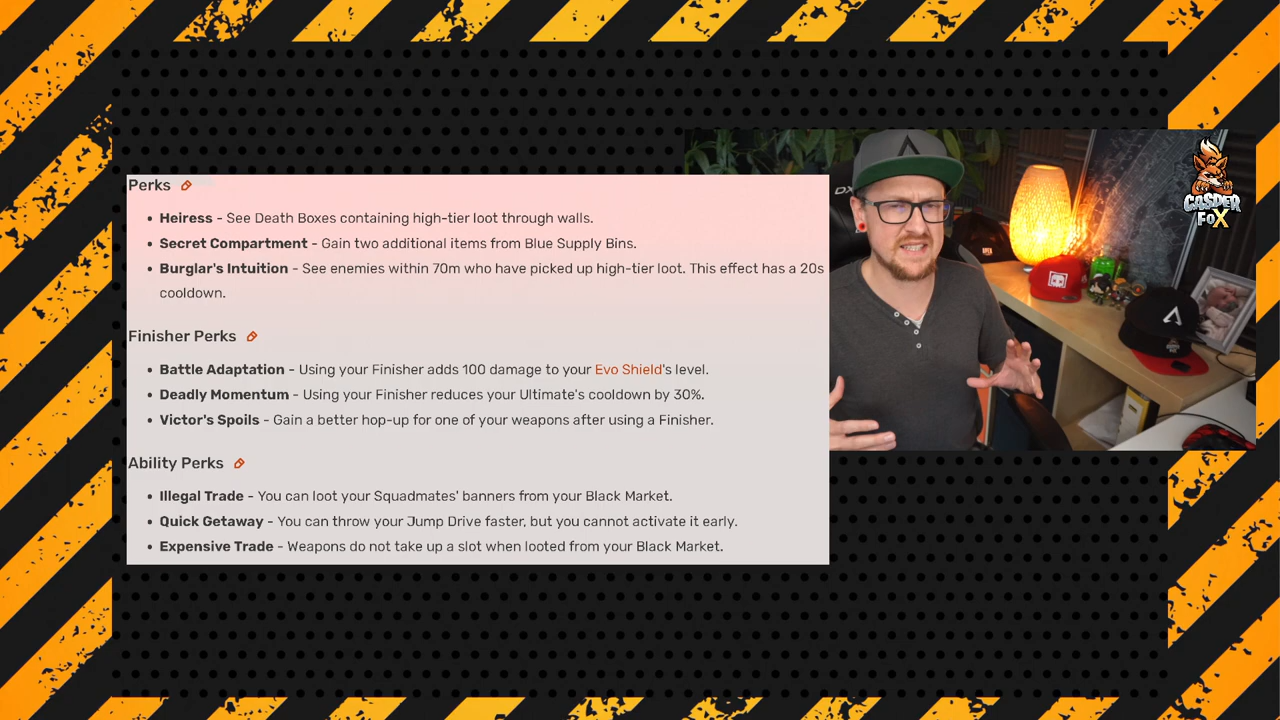 Perks
Heiress - See Death Boxes containing high-tier loot through walls.
Secret Compartment - Gain two additional items from Blue Supply Bins.
Burglar's Intuition - See enemies within 70m who have picked up high-tier loot. This effect has a 20s
cooldown.
Finisher Perks
Battle Adaptation - Using your Finisher adds 100 damage to your Evo Shield's level.
Deadly Momentum - Using your Finisher reduces your Ultimate's cooldown by 30%.
Victor's Spoils - Gain a better hop-up for one of your weapons after using a Finisher.
Ability Perks
Illegal Trade - You can loot your Squadmates' banners from your Black Market.
Quick Getaway - You can throw your Jump Drive faster, but you cannot activate it early.
Expensive Trade - Weapons do not take up a slot when looted from your Black Market.
DX
CASPER
FoX